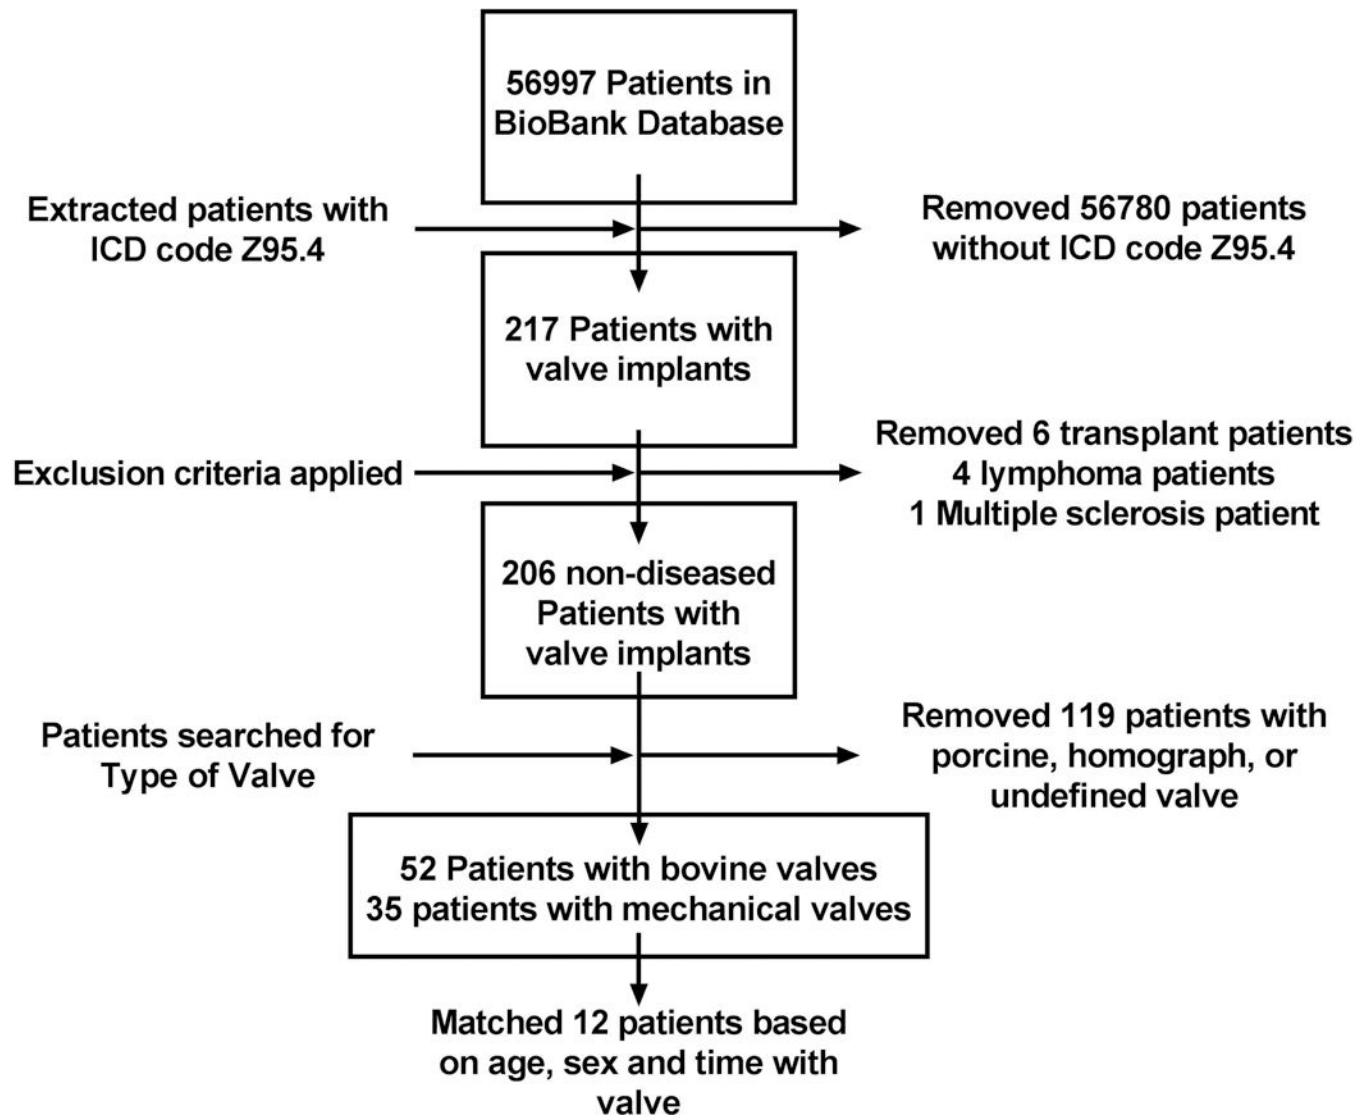 56997 Patients in
BioBank Database
Extracted patients with
ICD code Z95.4
Removed 56780 patients
without ICD code Z95.4
217 Patients with
valve implants
Exclusion criteria applied
Removed 6 transplant patients
4 lymphoma patients
1 Multiple sclerosis patient
206 non-diseased
Patients with
valve implants
Patients searched for
Type of Valve
Removed 119 patients with
porcine, homograph, or
undefined valve
52 Patients with bovine valves
35 patients with mechanical valves
Matched 12 patients based
on age, sex and time with
valve